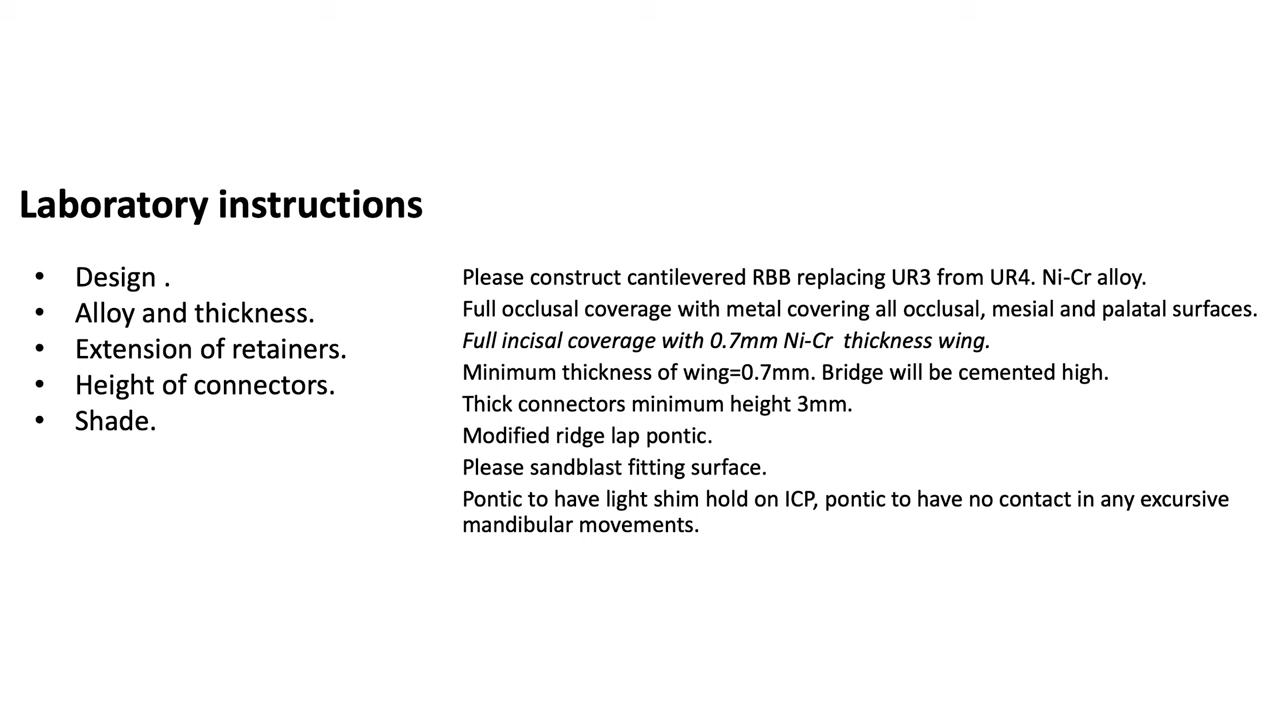 Laboratory instructions
• Design .
• Alloy and thickness.
• Extension of retainers.
• Height of connectors.
• Shade.
Please construct cantilevered RBB replacing UR3 from UR4. Ni-Cr alloy.
Full occlusal coverage with metal covering all occlusal, mesial and palatal surfaces.
Full incisal coverage with 0.7mm Ni-Cr  thickness wing.
Minimum thickness of wing=0.7mm. Bridge will be cemented high.
Thick connectors minimum height 3mm.
Modified ridge lap pontic.
Please sandblast fitting surface.
Pontic to have light shim hold on ICP, pontic to have no contact in any excursive
mandibular movements.